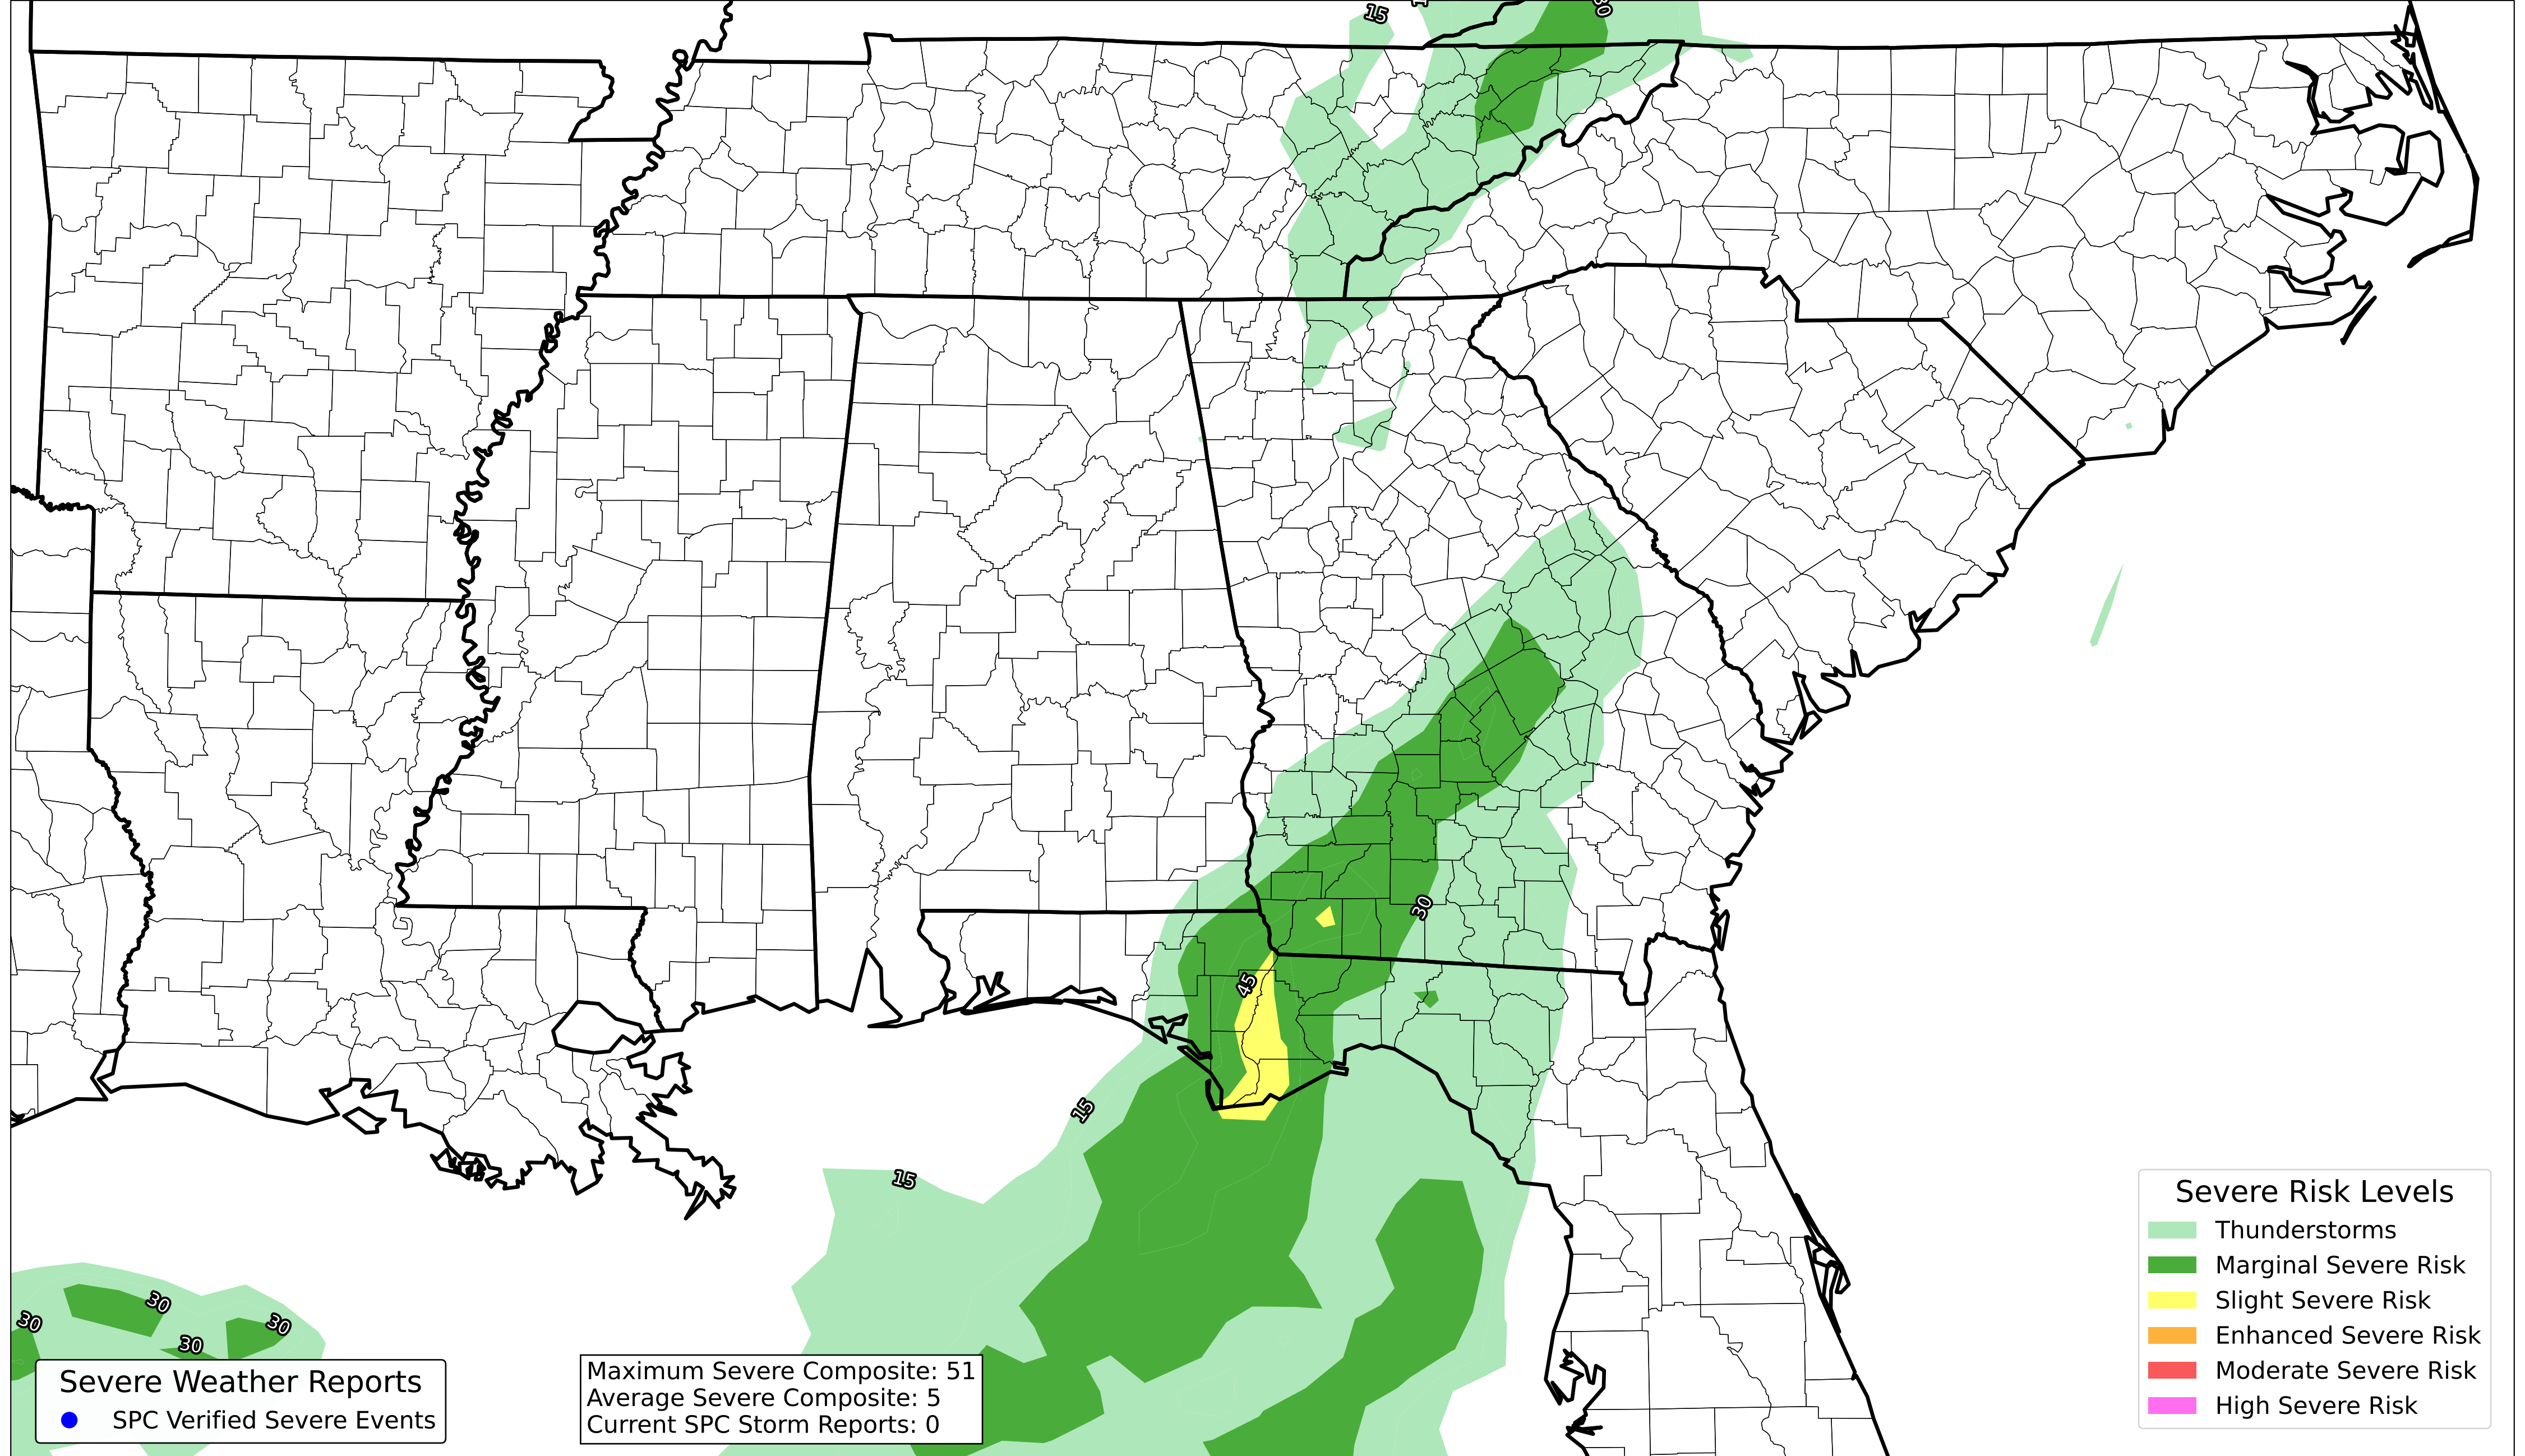 15
30
30
45
15
15
30
30
30
30
Severe Weather Reports
SPC Verified Severe Events
Maximum Severe Composite: 51
Average Severe Composite: 5
Current SPC Storm Reports: 0
Severe Risk Levels
Thunderstorms
Marginal Severe Risk
Slight Severe Risk
Enhanced Severe Risk
Moderate Severe Risk
High Severe Risk